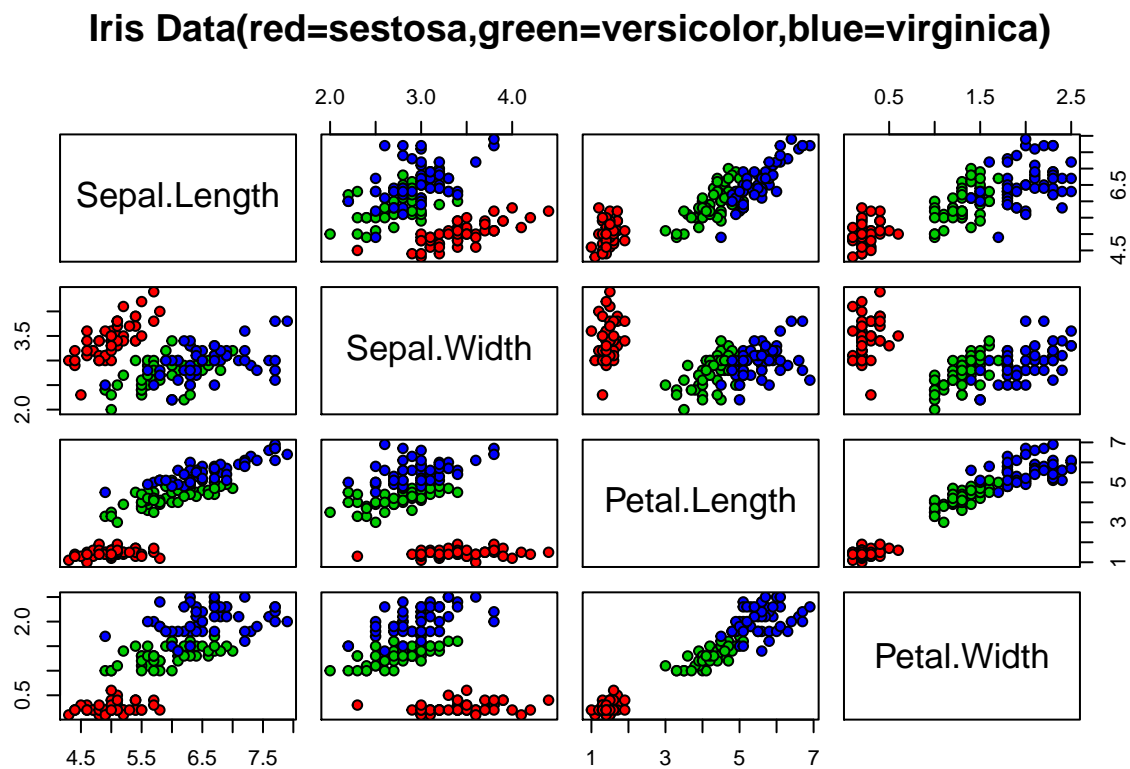 Iris Data(red=sestosa,green=versicolor,blue=virginica)
2.0 3.0 4.0
0.5 1.5 2.5
Sepal.Length
4.5 6.5
2.0 3.5
Sepal.Width
Petal.Length
1 3 5 7
0.5 2.0
Petal.Width
4.5 5.5 6.5 7.5
1 3 5 7